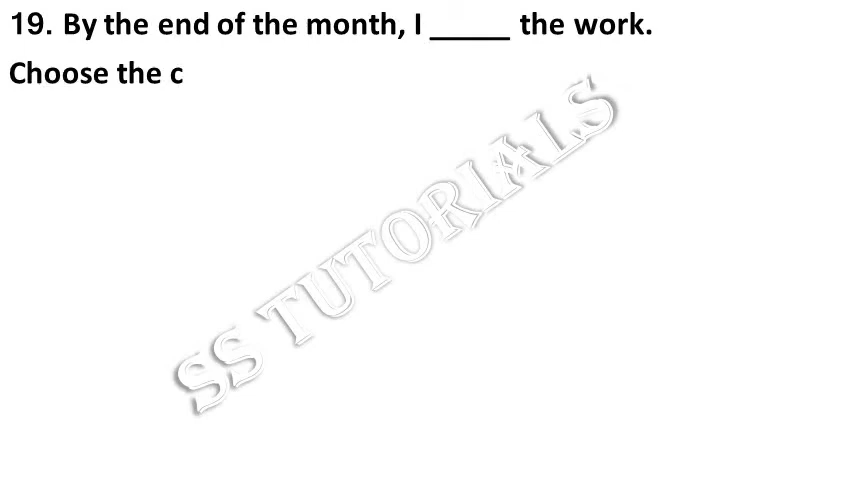 19. By the end of the month, I _____ the work.
Choose the c
SS TUTORIALS